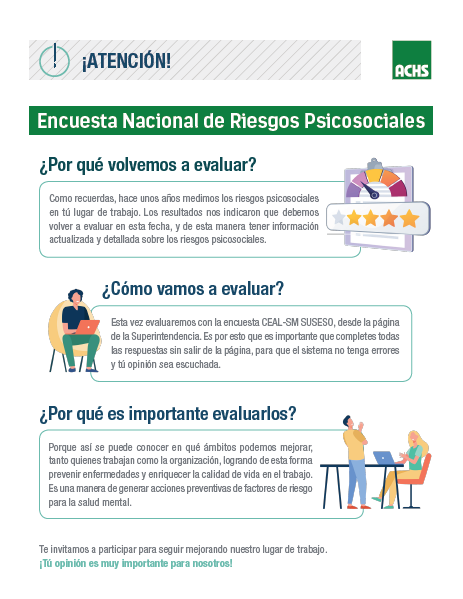 ¡ATENCIÓN!
ACHS
Encuesta Nacional de Riesgos Psicosociales
¿Por qué volvemos a evaluar?
Como recuerdas, hace unos años medimos los riesgos psicosociales
en tú lugar de trabajo. Los resultados nos indicaron que debemos
volver a evaluar en esta fecha, y de esta manera tener información
actualizada y detallada sobre los riesgos psicosociales.
¿Cómo vamos a evaluar?
Esta vez evaluaremos con la encuesta CEAL-SM SUSESO, desde la página
de la Superintendencia. Es por esto que es importante que completes todas
las respuestas sin salir de la página, para que el sistema no tenga errores
y tú opinión sea escuchada.
¿Por qué es importante evaluarlos?
Porque así se puede conocer en qué ámbitos podemos mejorar,
tanto quienes trabajan como la organización, logrando de esta forma
prevenir enfermedades y enriquecer la calidad de vida en el trabajo.
Es una manera de generar acciones preventivas de factores de riesgo
para la salud mental.
Te invitamos a participar para seguir mejorando nuestro lugar de trabajo.
¡Tú opinión es muy importante para nosotros!